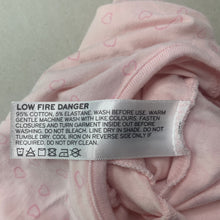 LOW FIRE DANGER
95% COTTON, 5% ELASTANE. WASH BEFORE USE. WARM
GENTLE MACHINE WASH WITH LIKE COLOURS. FASTEN
CLOSURES AND TURN GARMENT INSIDE OUT BEFORE
WASHING. DO NOT BLEACH. LINE DRY IN SHADE. DO NOT
TUMBLE DRY. COOL IRON ON REVERSE SIDE ONLY IF
REQUIRED. DO NOT DRY CLEAN.